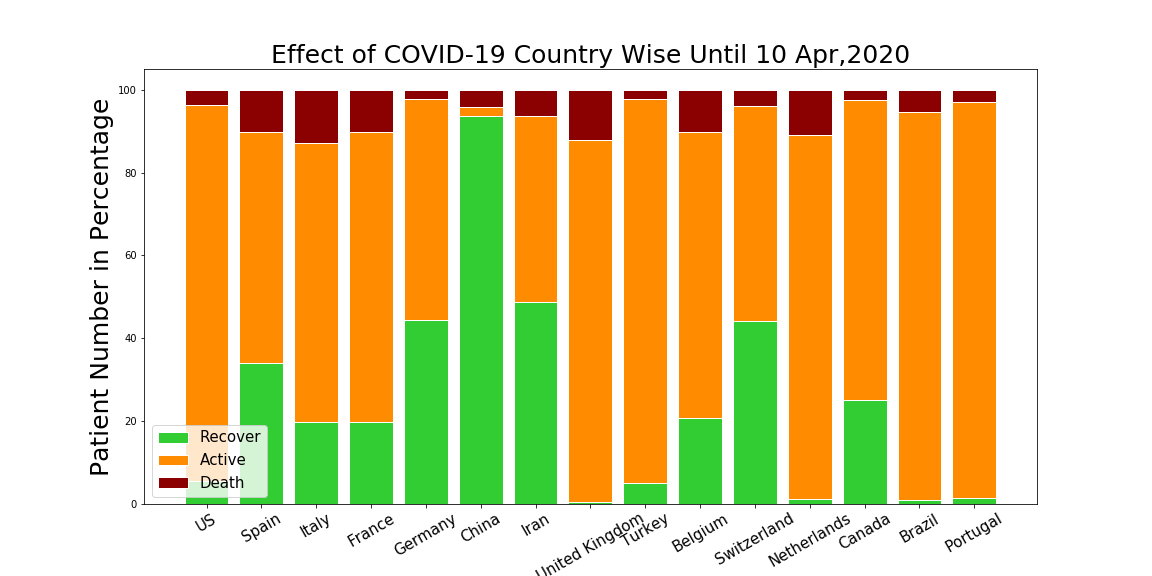 Effect of COVID-19 Country Wise Until 10 Apr,2020
Patient Number in Percentage
100
80
60
40
20
0
Recover
Active
Death
US
Spain
Italy
France
Germany
China
Iran
United Kingdom
Turkey
Belgium
Switzerland
Netherlands
Canada
Brazil
Portugal